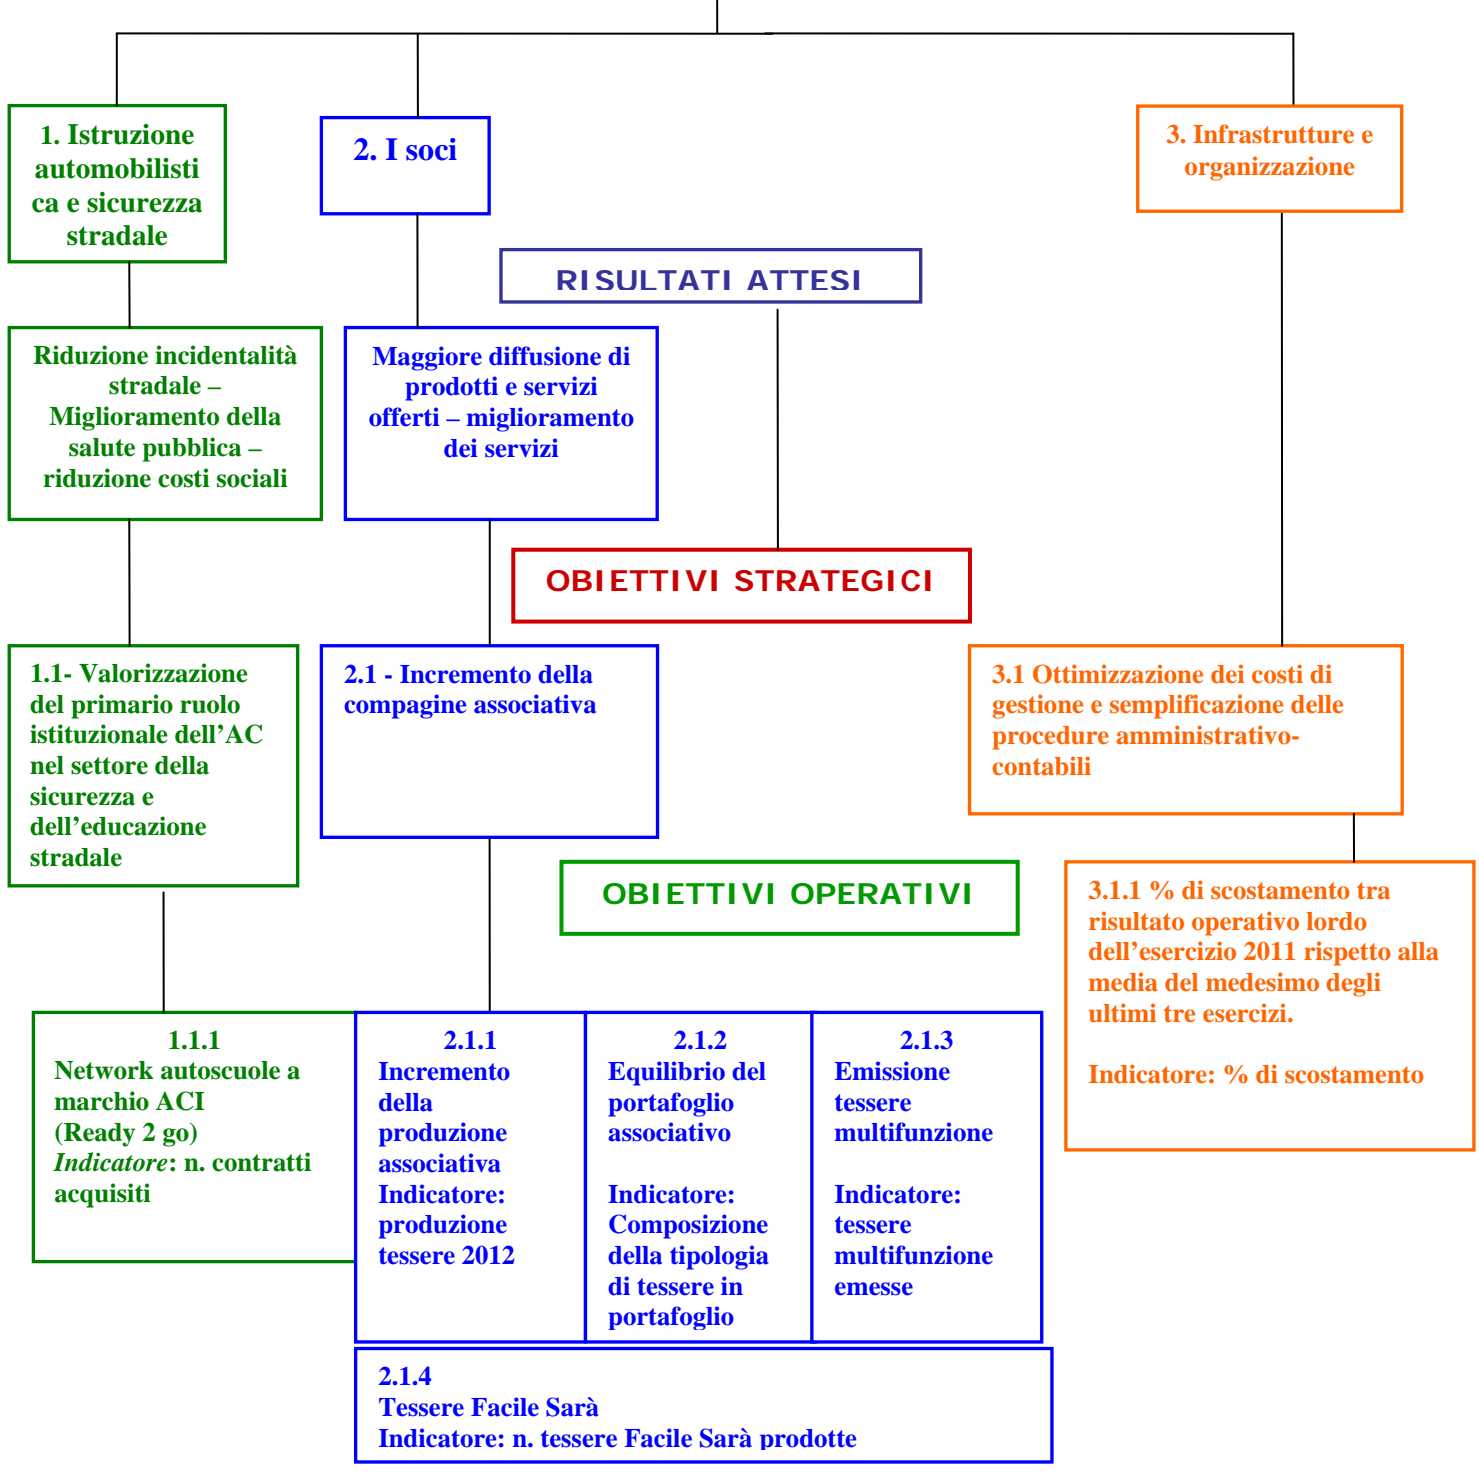 1. Istruzione
automobilisti
ca e sicurezza
stradale
2. I soci
3. Infrastrutture e
organizzazione
RISULTATI ATTESI
Riduzione incidentalità
stradale –
Miglioramento della
salute pubblica –
riduzione costi sociali
Maggiore diffusione di
prodotti e servizi
offerti – miglioramento
dei servizi
OBIETTIVI STRATEGICI
1.1- Valorizzazione
del primario ruolo
istituzionale dell’AC
nel settore della
sicurezza e
dell’educazione
stradale
2.1 - Incremento della
compagine associativa
3.1 Ottimizzazione dei costi di
gestione e semplificazione delle
procedure amministrativo-
contabili
OBIETTIVI OPERATIVI
3.1.1 % di scostamento tra
risultato operativo lordo
dell’esercizio 2011 rispetto alla
media del medesimo degli
ultimi tre esercizi.
Indicatore: % di scostamento
1.1.1
Network autoscuole a
marchio ACI
(Ready 2 go)
Indicatore: n. contratti
acquisiti
2.1.1
Incremento
della
produzione
associativa
Indicatore:
produzione
tessere 2012
2.1.2
Equilibrio del
portafoglio
associativo
Indicatore:
Composizione
della tipologia
di tessere in
portafoglio
2.1.3
Emissione
tessere
multifunzione
Indicatore:
tessere
multifunzione
emesse
2.1.4
Tessere Facile Sarà
Indicatore: n. tessere Facile Sarà prodotte